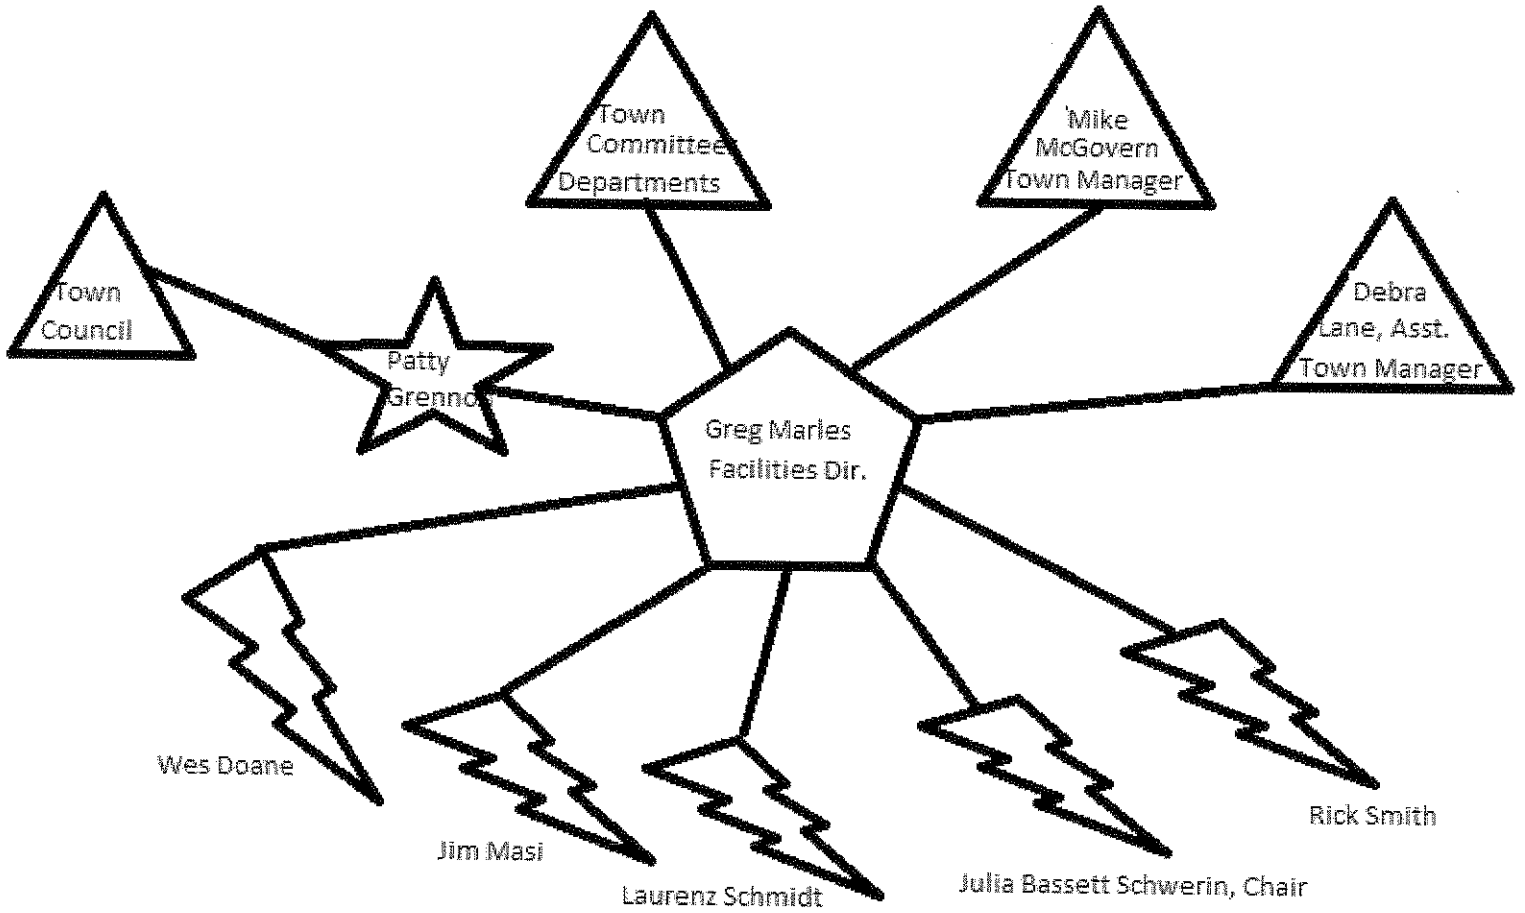 Town
Committee
Departments
Mike
McGovern
Town Manager
Town
Council
Patty
Grennon
Debra
Lane, Asst.
Town Manager
Greg Marles
Facilities Dir.
Wes Doane
Jim Masi
Laurenz Schmidt
Julia Bassett Schwerin, Chair
Rick Smith